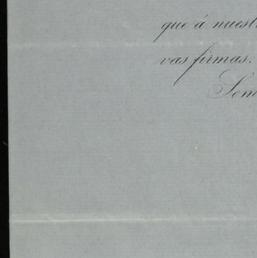 que á nuestr
vas firmas.
Som